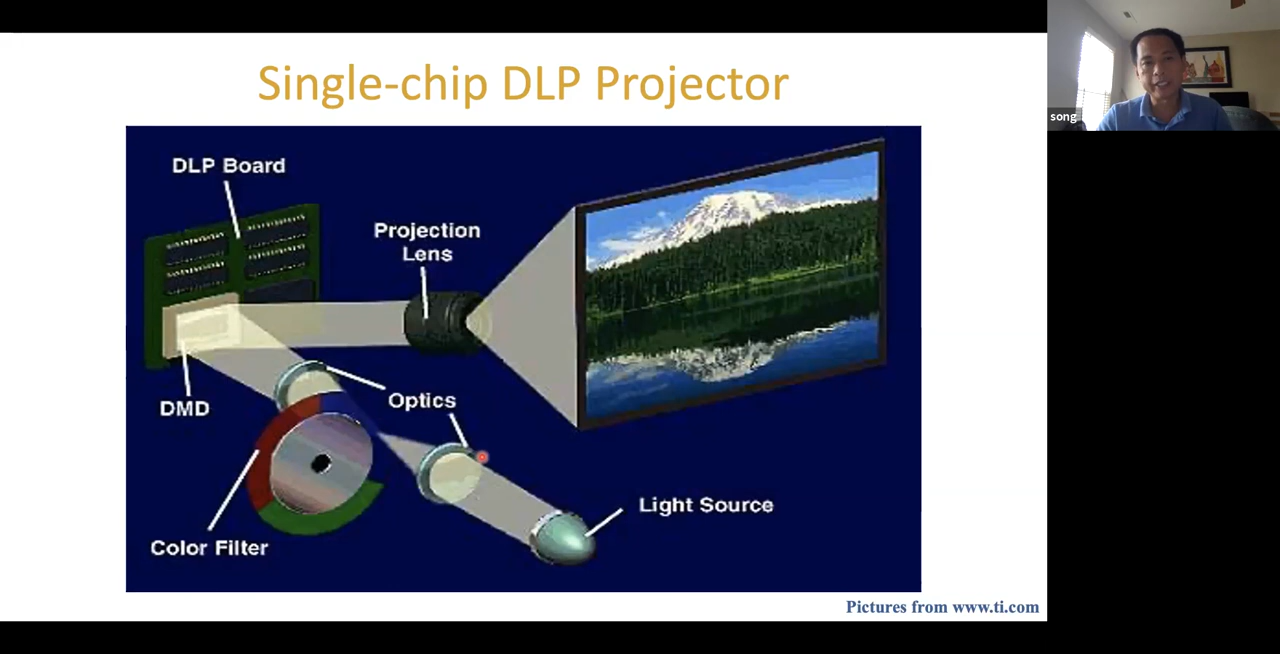 Single-chip DLP Projector
song
DLP Board
Projection
Lens
DMD
Optics
Color Filter
Light Source
Pictures from www.ti.com